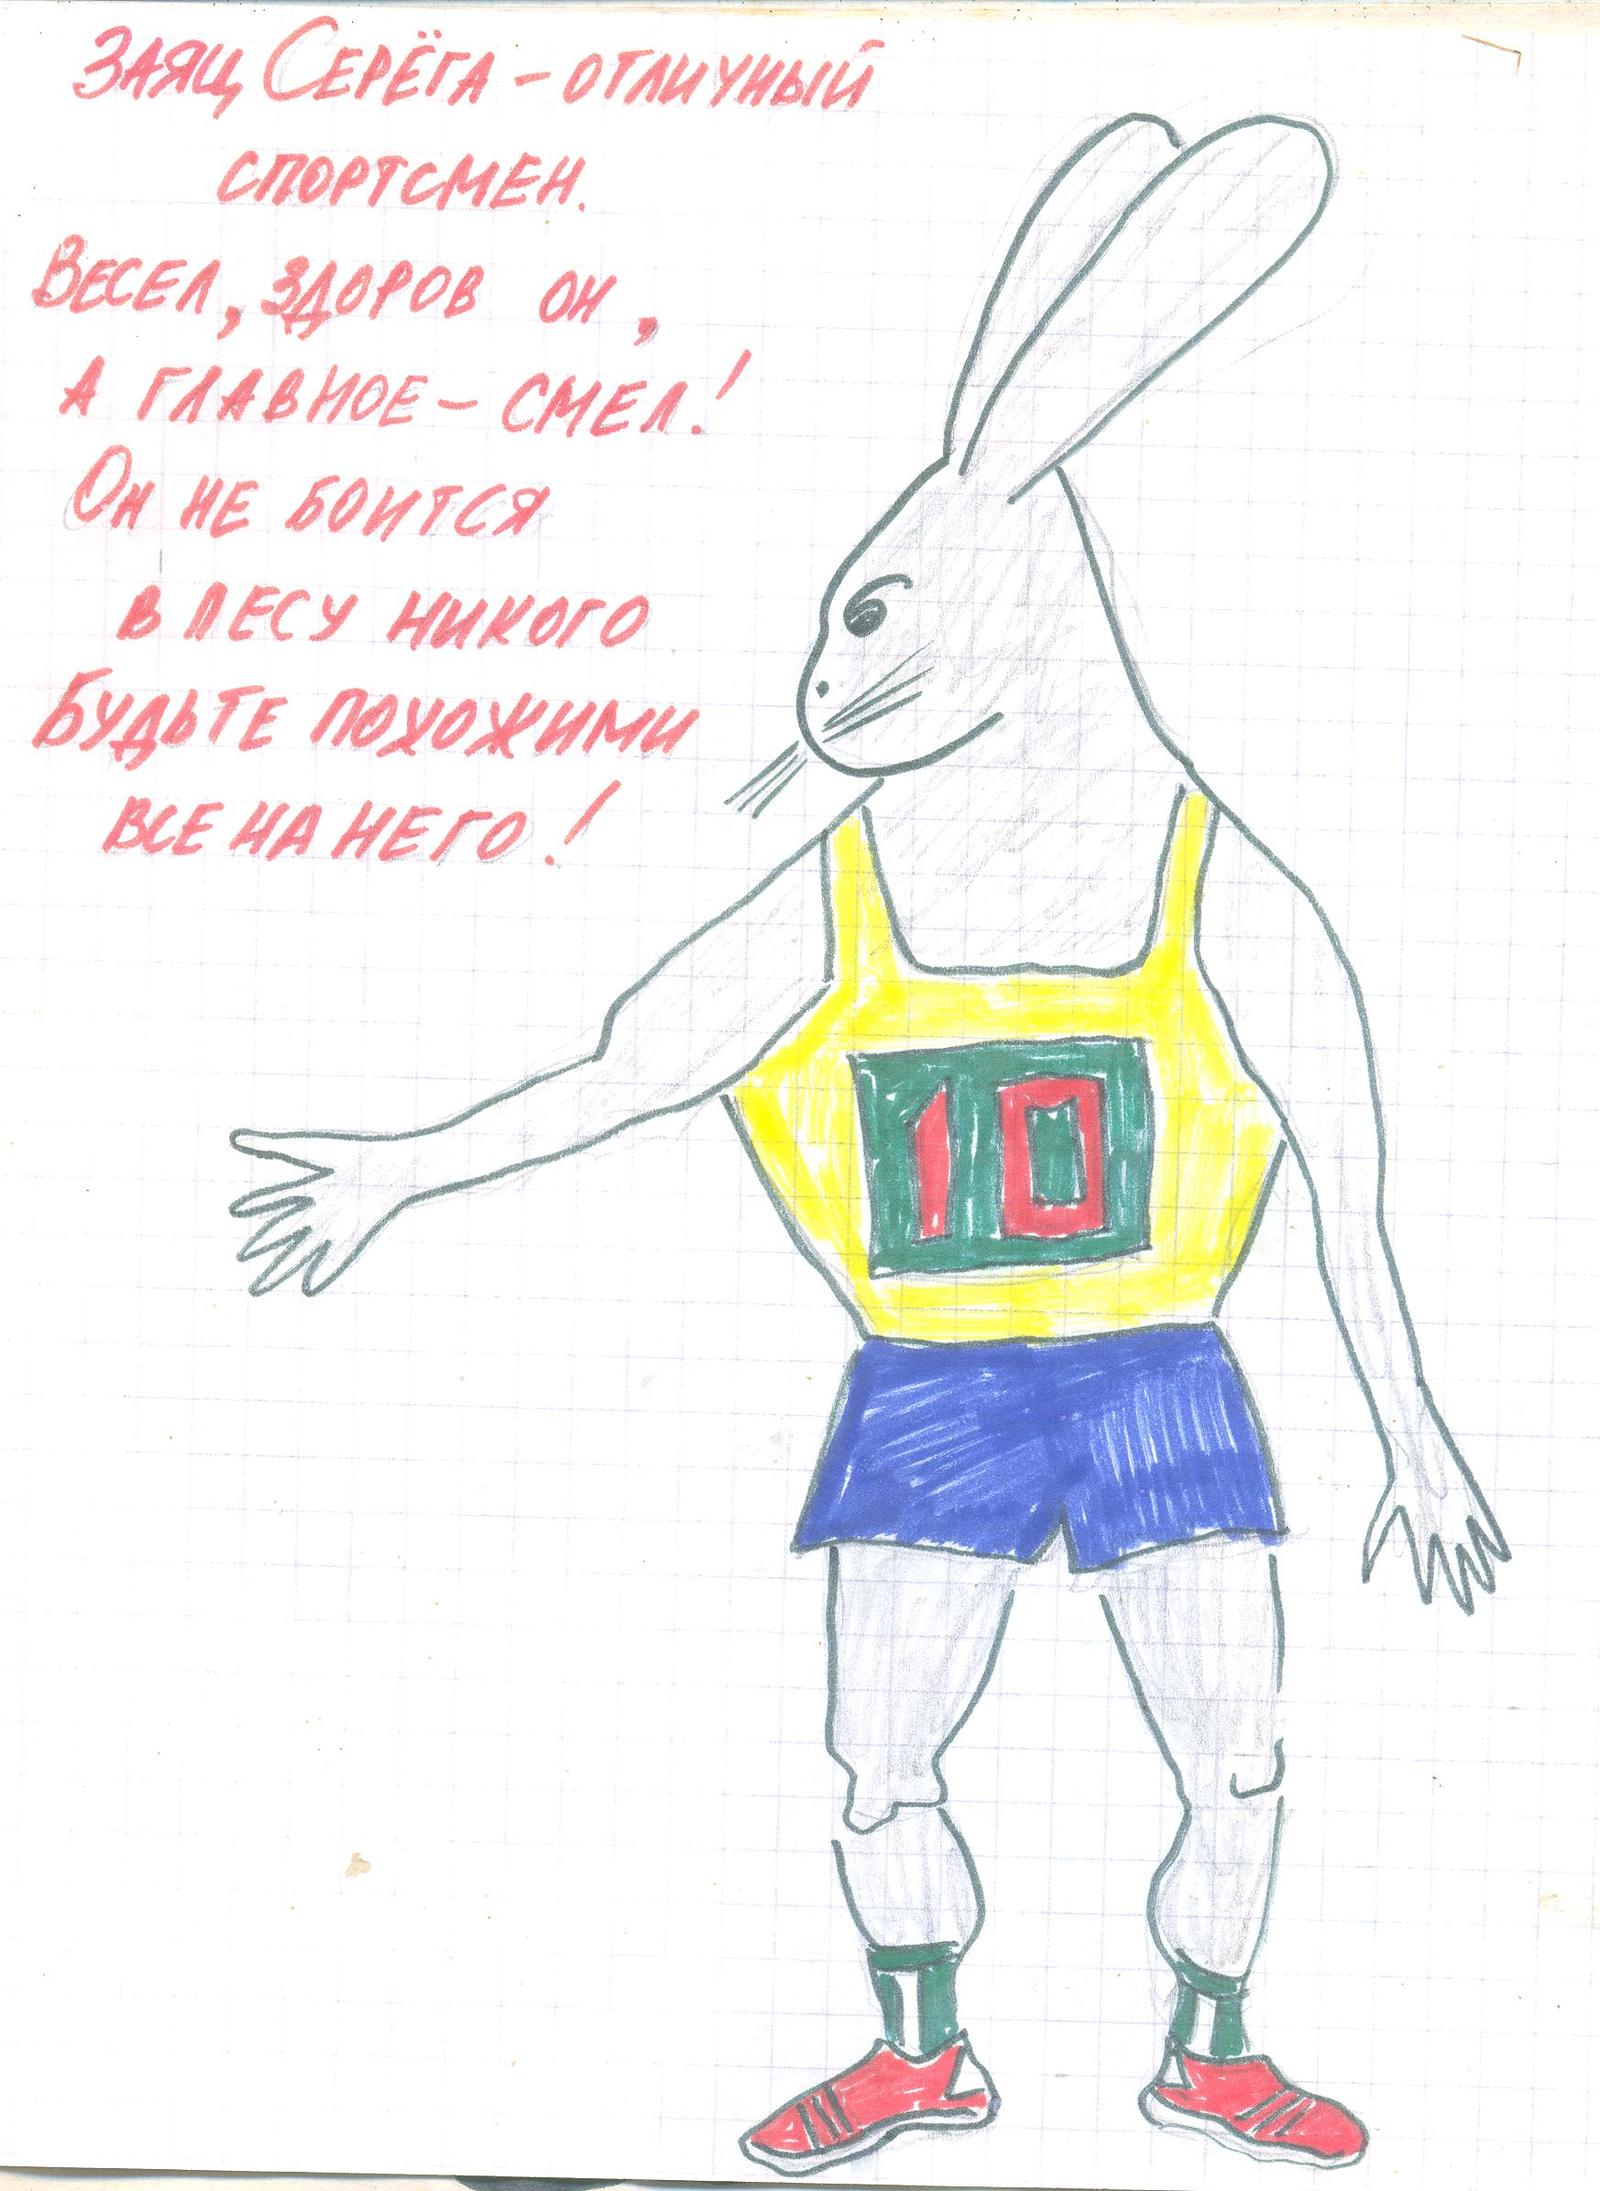 Заяц Серёга – отличный
спортсмен.
Весел, здоров он,
а главное – смел!
Он не боится
в лесу никого
Будьте похожими
все на него!
10